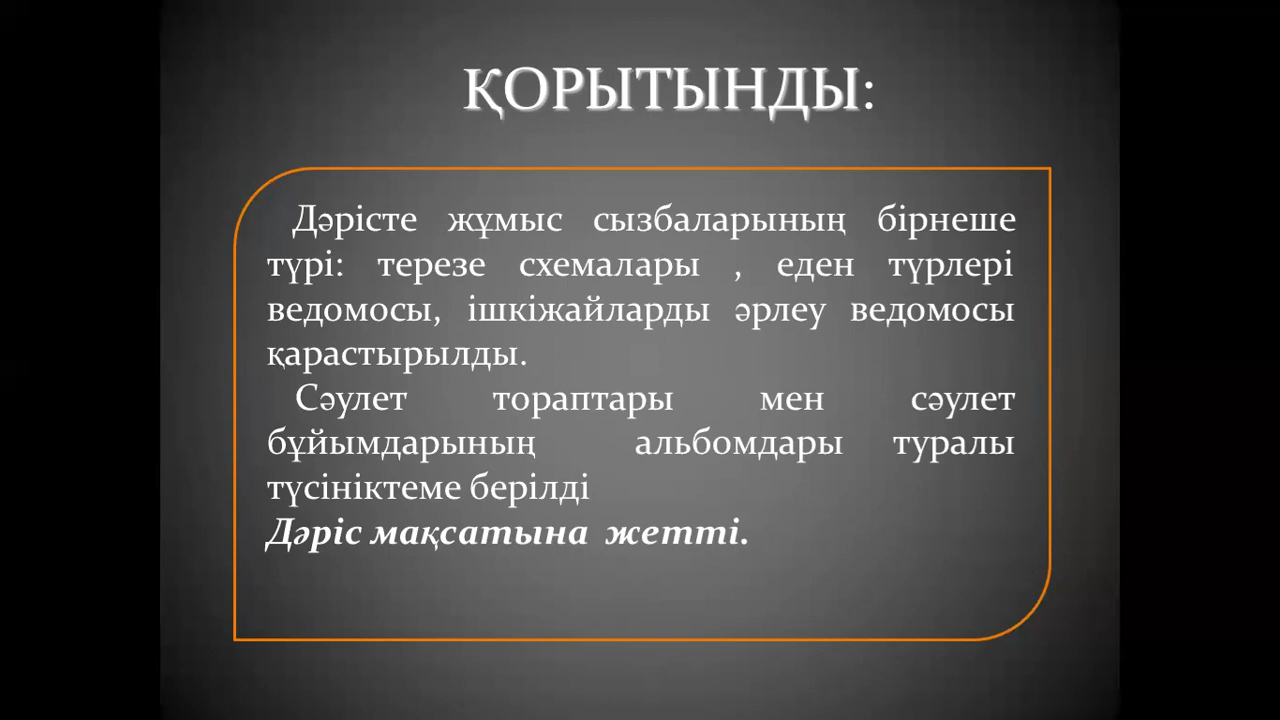 ҚОРЫТЫНДЫ:
Дәрісте жұмыс сызбаларының бірнеше
түрі: терезе схемалары , еден түрлері
ведомосы, ішкіжайларды әрлеу ведомосы
қарастырылды.
Сәулет тораптары мен сәулет
бұйымдарының альбомдары туралы
түсініктеме берілді
Дәріс мақсатына жетті.